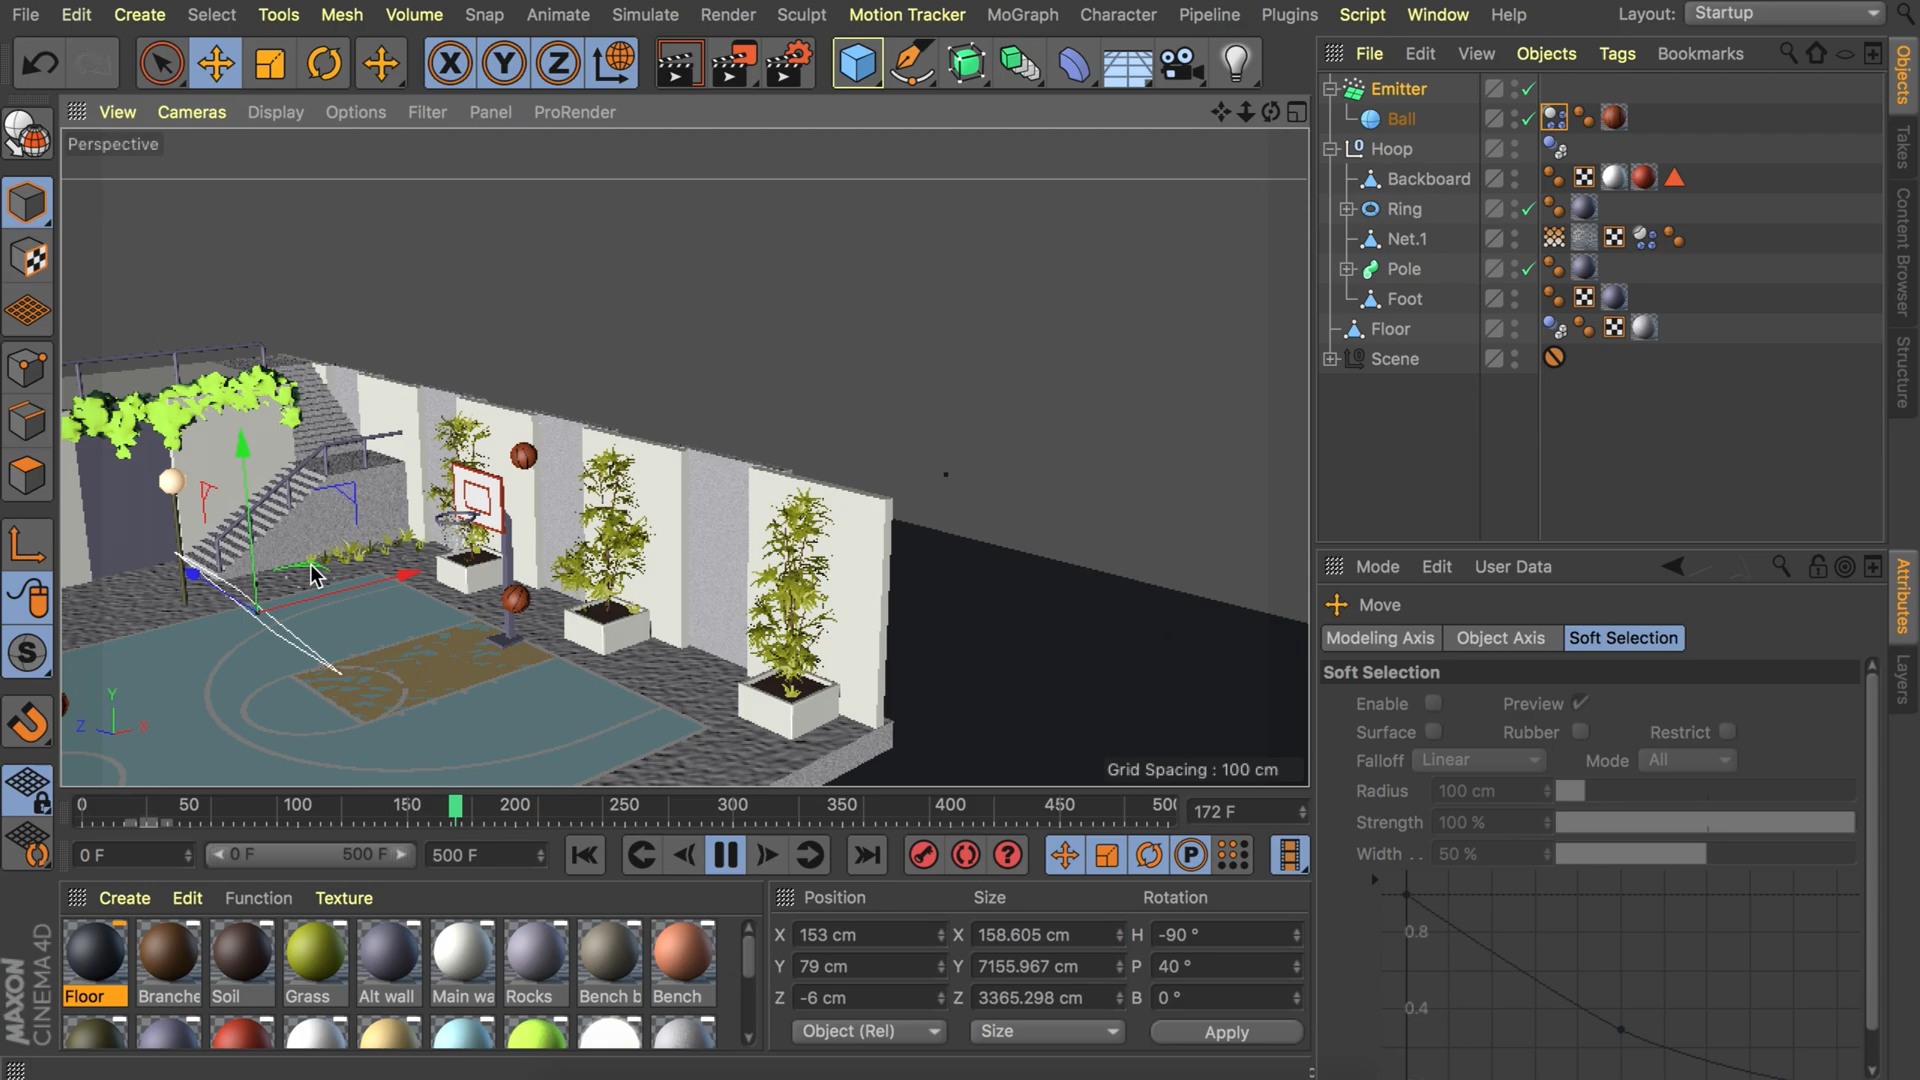 File Edit Create Select Tools Mesh Volume Snap Animate Simulate Render Sculpt Motion Tracker MoGraph Character Pipeline Plugins Script Window Help Layout: Startup
X Y Z
File Edit View Objects Tags Bookmarks
View Cameras Display Options Filter Panel ProRender
Perspective
Emitter
Ball
Hoop
Backboard
Ring
Net.1
Pole
Foot
Floor
Scene
Objects
Takes
Content Browser
Structure
S
Y
Z X
Grid Spacing : 100 cm
Mode Edit User Data
Move
Modeling Axis Object Axis Soft Selection
Soft Selection
Enable Preview
Surface Rubber Restrict
Falloff Linear Mode All
Radius 100 cm
Strength 100 %
Width . . 50 %
0.8
0.4
Attributes
Layers
0 50 100 150 200 250 300 350 400 450 50 172 F
0 F 0 F 500 F 500 F
P
Create Edit Function Texture
Floor Branche Soil Grass Alt wall Main wa Rocks Bench b Bench
Position Size Rotation
X 153 cm X 158.605 cm H -90 °
Y 79 cm Y 7155.967 cm P 40 °
Z -6 cm Z 3365.298 cm B 0 °
Object (Rel) Size Apply
MAXON
CINEMA 4D